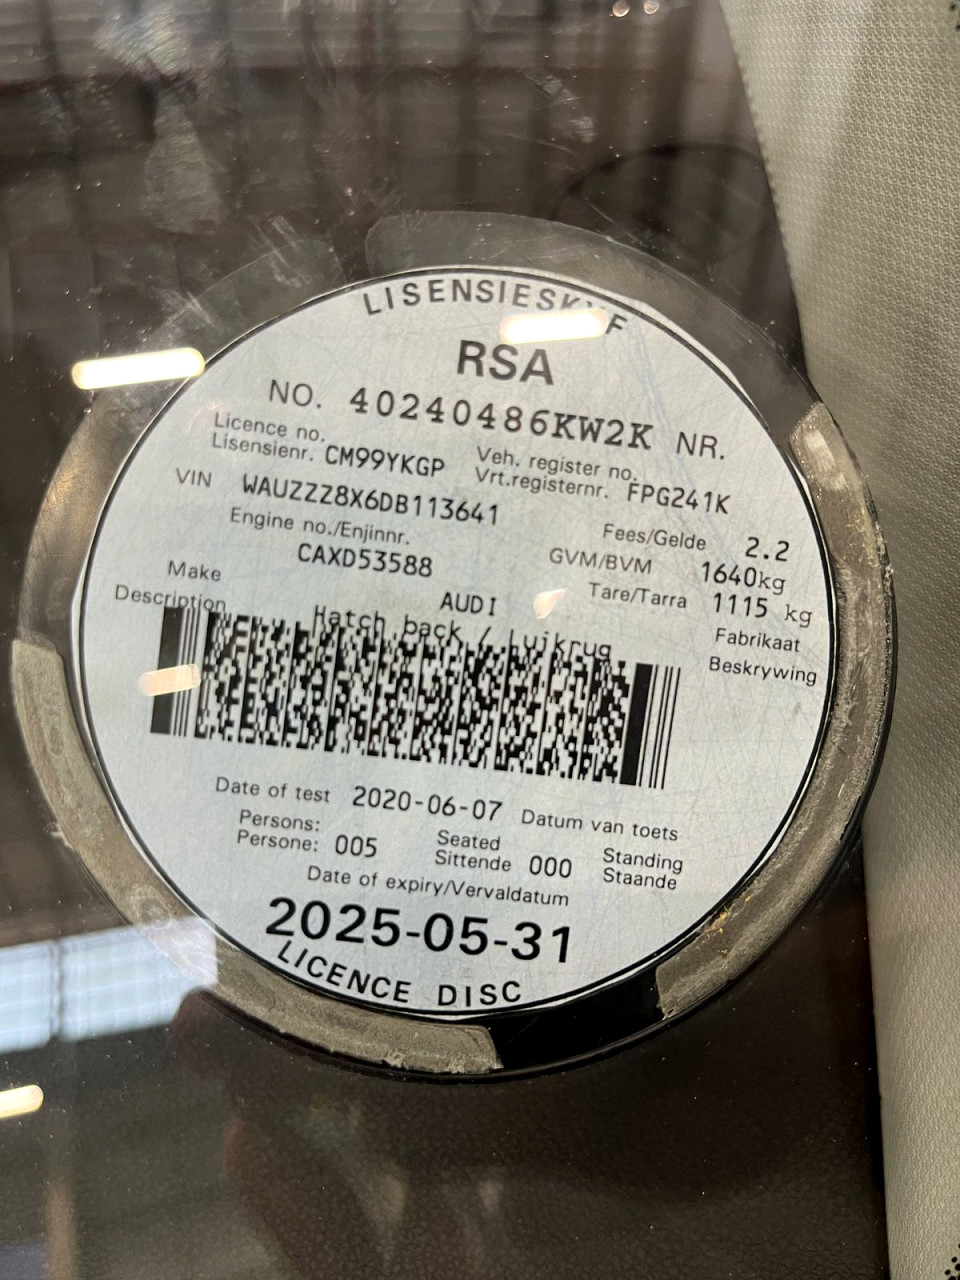 LISENSIESKYF
RSA
NO. 40240486KW2K NR.
Licence no. Veh. register no.
Lisensienr. CM99YKGP Vrt.registernr. FPG241K
VIN WAUZZZ8X6DB113641
Engine no./Enjinnr. Fees/Gelde 2.2
CAXD53588 GVM/BVM 1640kg
Make AUDI Tare/Tarra 1115 kg
Description Hatch back / Luikrug Fabrikaat
Beskrywing
Date of test 2020-06-07 Datum van toets
Persons: Seated Standing
Persone: 005 Sittende 000 Staande
Date of expiry/Vervaldatum
2025-05-31
LICENCE DISC